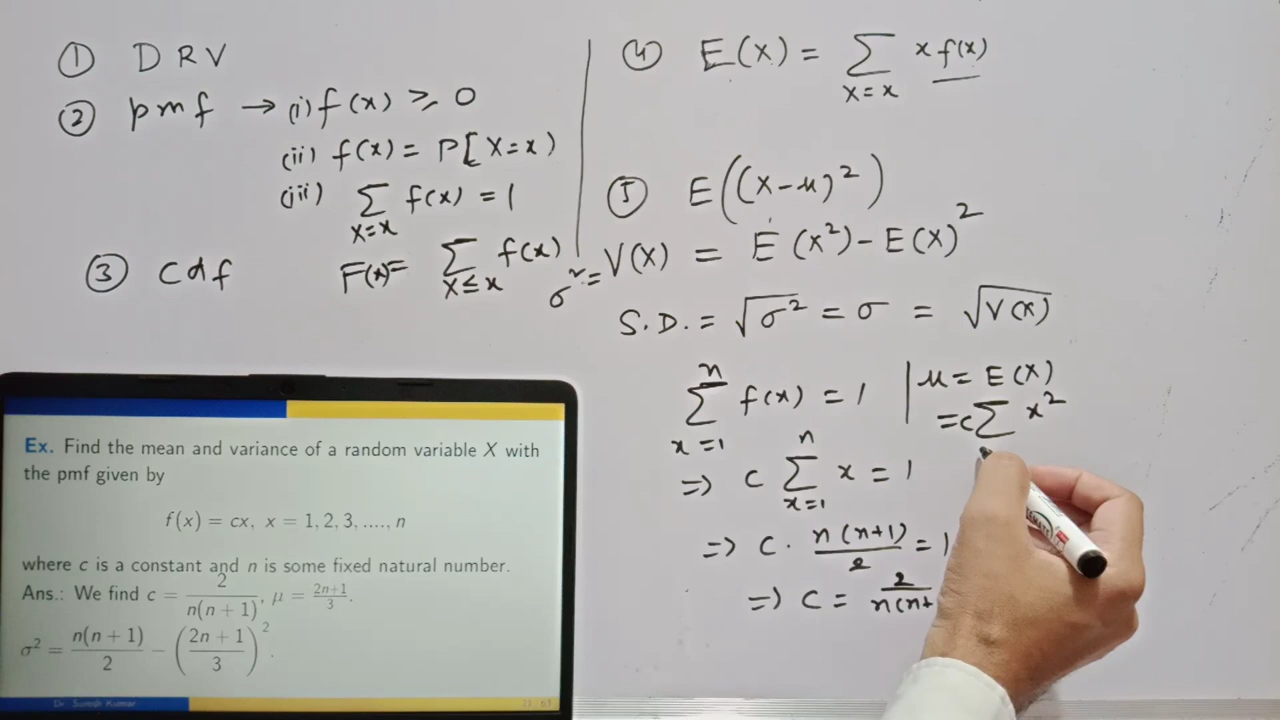 ① DRV
② pmf → (i) f(x) ≥ 0
(ii) f(x) = P[X=x)
(iii) ∑ f(x) = 1
X=x
③ cdf F(x) = ∑ f(x)
X≤x
④ E(X) = ∑ x f(x)
X=x
⑤ E((X-μ)²)
σ² = V(X) = E(X²) - E(X)²
S.D. = √σ² = σ = √V(X)
n
∑ f(x) = 1
x=1
⇒ c ∑ x = 1
n
x=1
⇒ c . n(n+1)/2 = 1
⇒ c = 2/n(n+
μ = E(X)
= c∑ x²
Ex. Find the mean and variance of a random variable X with
the pmf given by
f(x) = cx, x = 1, 2, 3, ...., n
where c is a constant and n is some fixed natural number.
Ans.: We find c = 2/n(n + 1), μ = 2n+1/3.
σ² = n(n + 1)/2 − (2n + 1/3)².
Dr. Suresh Kumar